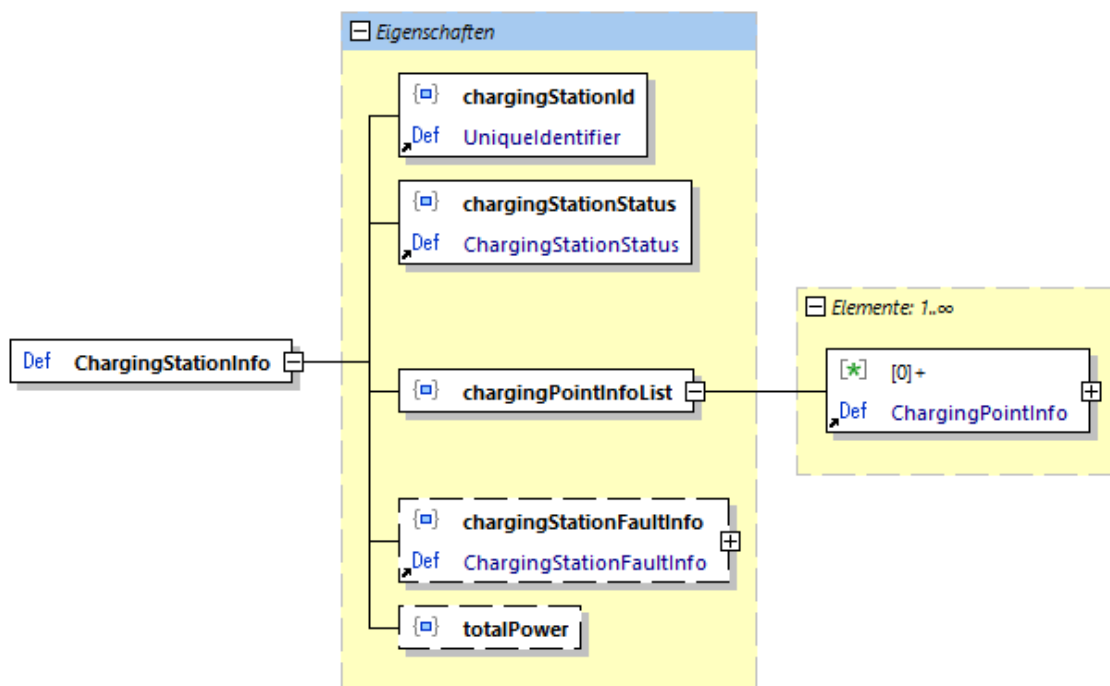 Eigenschaften
chargingStationId
Def UniqueIdentifier
chargingStationStatus
Def ChargingStationStatus
Elemente: 1..∞
Def ChargingStationInfo
chargingPointInfoList
[*] [0]+
Def ChargingPointInfo
chargingStationFaultInfo
Def ChargingStationFaultInfo
totalPower